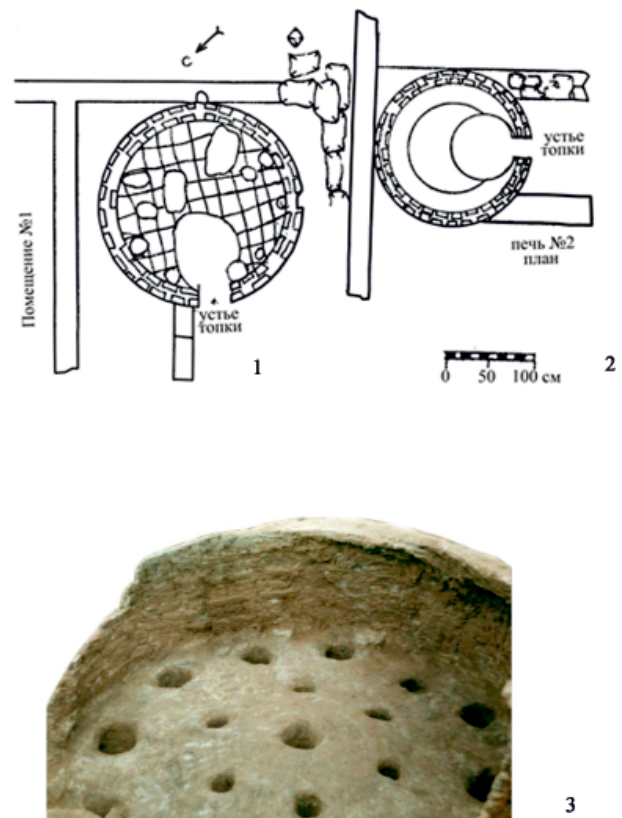 С
Помещение №1
устье
топки
1
устье
топки
печь №2
план
0 50 100 см
2
3